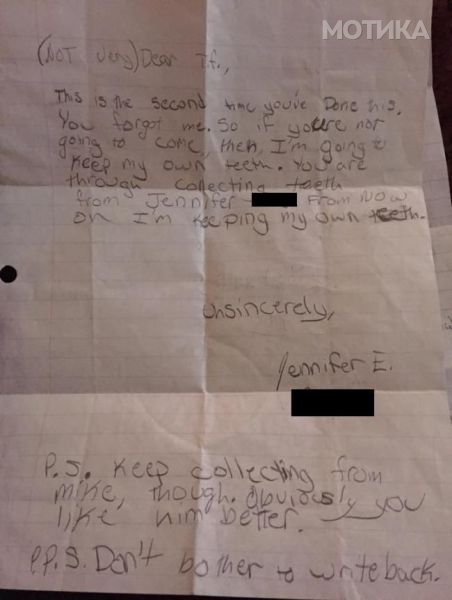 МОТИКА
(NOT very) Dear T.f.,
This is the second time you've Done this.
You forgot me. So if you're not
going to come, then, I'm going to
keep my own teeth. You are
through collecting teeth
from Jennifer From Now
on I'm keeping my own teeth.
unsincerely,
Jennifer E.
P.S. Keep collecting from
mike, though. obviously you
like him better.
P.P.S. Don't bother to write back.